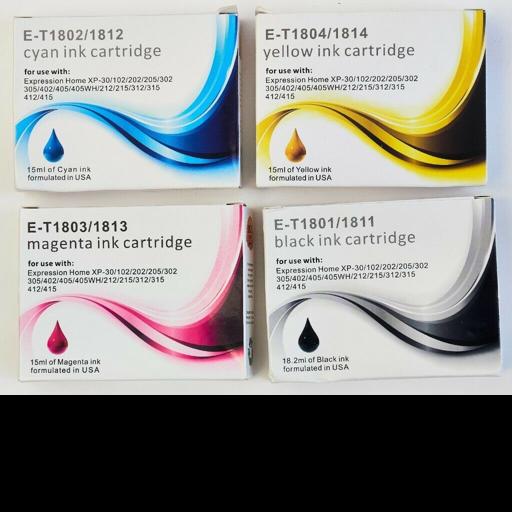 E-T1802/1812
cyan ink cartridge
for use with:
Expression Home XP-30/102/202/205/302
305/402/405/405WH/212/215/312/315
412/415
15ml of Cyan ink
formulated in USA
E-T1804/1814
yellow ink cartridge
for use with:
Expression Home XP-30/102/202/205/302
305/402/405/405WH/212/215/312/315
412/415
15ml of Yellow ink
formulated in USA
E-T1803/1813
magenta ink cartridge
for use with:
Expression Home XP-30/102/202/205/302
305/402/405/405WH/212/215/312/315
412/415
15ml of Magenta ink
formulated in USA
E-T1801/1811
black ink cartridge
for use with:
Expression Home XP-30/102/202/205/302
305/402/405/405WH/212/215/312/315
412/415
18.2ml of Black ink
formulated in USA